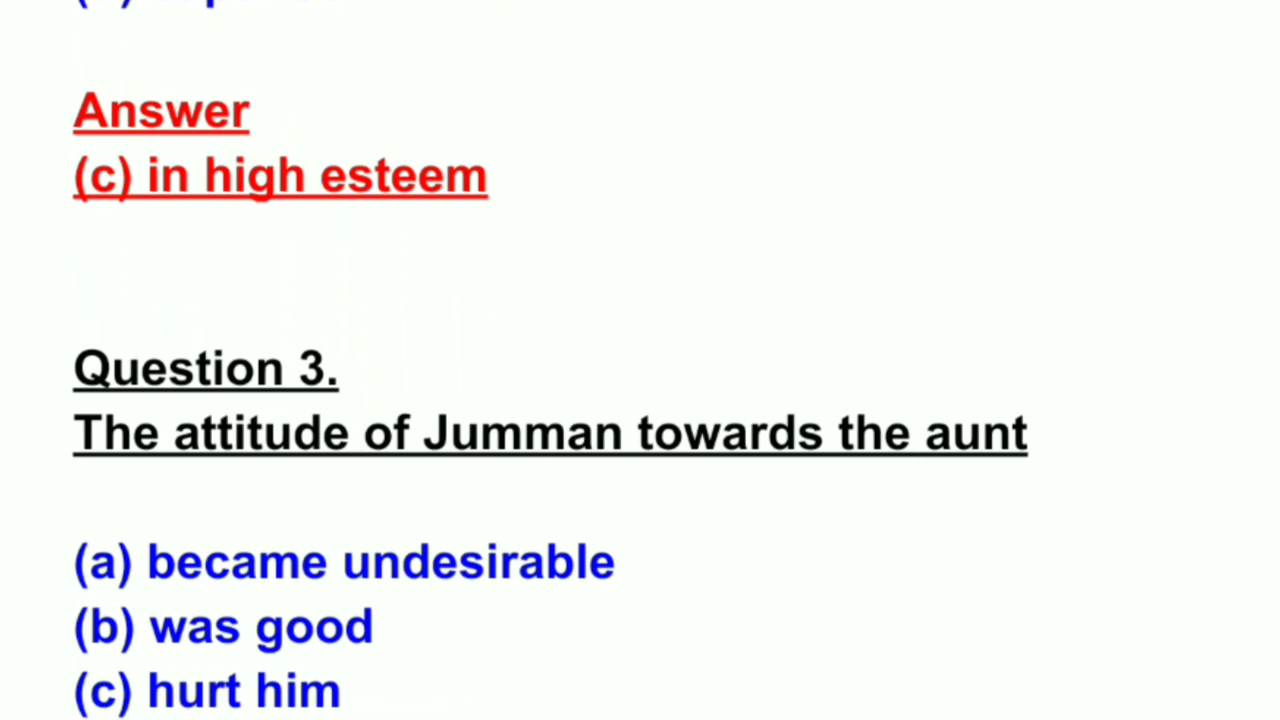 Answer
(c) in high esteem
Question 3.
The attitude of Jumman towards the aunt
(a) became undesirable
(b) was good
(c) hurt him